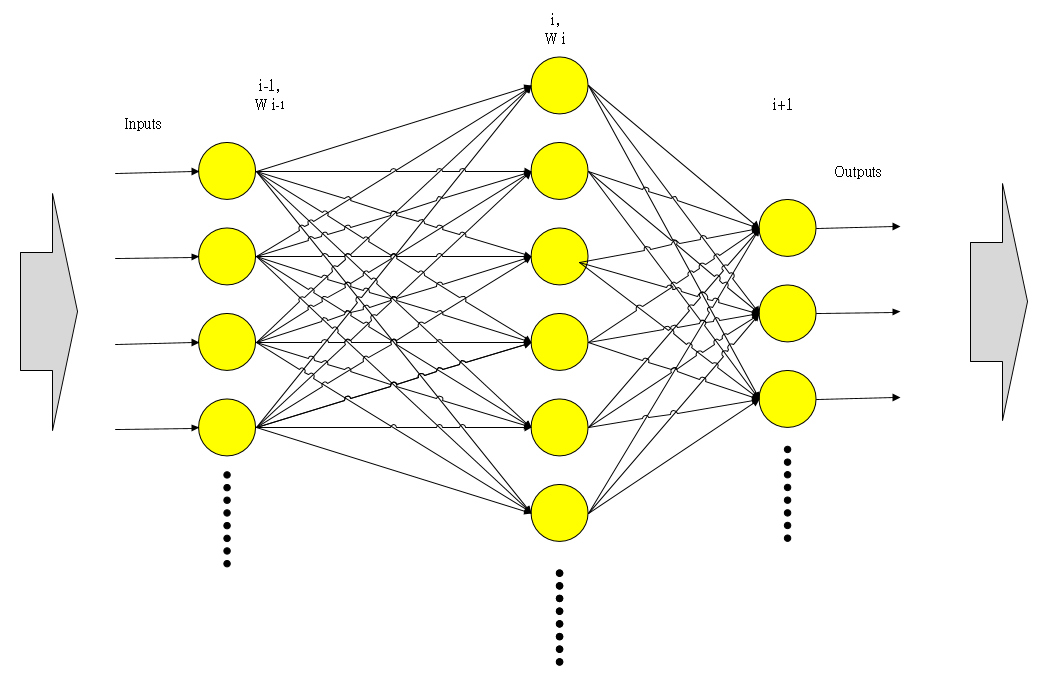 i,
W i
i-1,
W i-1
i+1
Inputs
Outputs